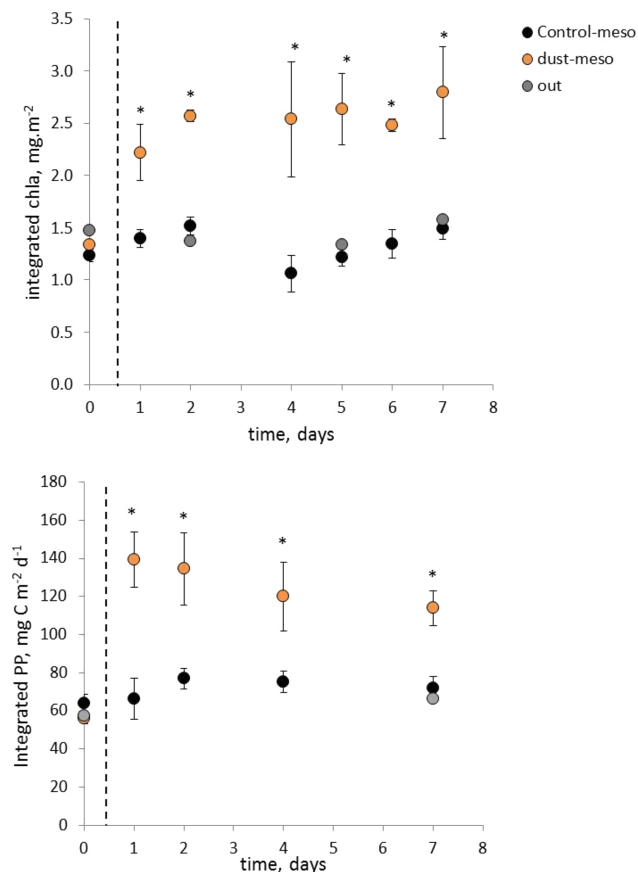 3.5
3.0
2.5
2.0
1.5
1.0
0.5
0.0
integrated chla, mg.m-2
* * * * * *
0 1 2 3 4 5 6 7 8
time, days
Control-meso
dust-meso
out
180
160
140
120
100
80
60
40
20
0
Integrated PP, mg C m-2 d-1
* * * *
0 1 2 3 4 5 6 7 8
time, days